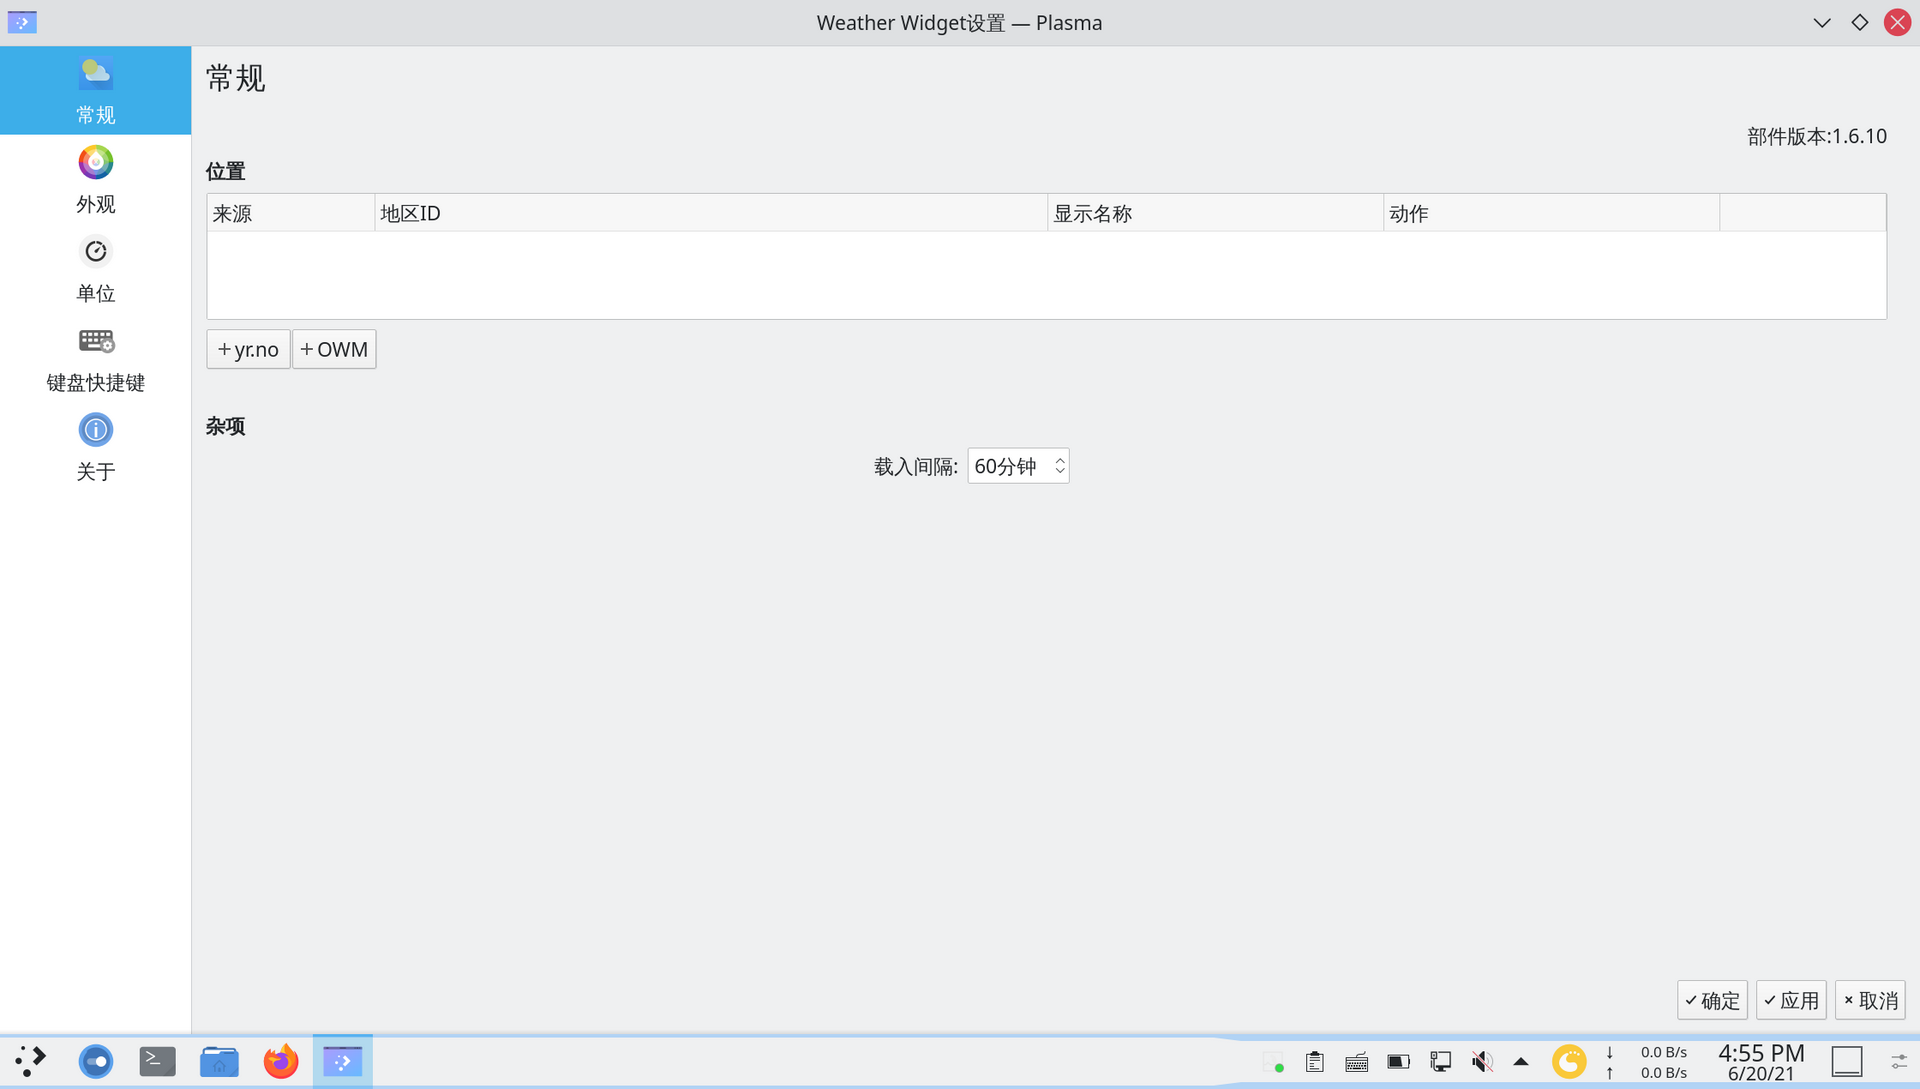 Weather Widget设置 — Plasma
常规
外观
单位
键盘快捷键
关于
常规
部件版本:1.6.10
位置
来源 地区ID 显示名称 动作
+ yr.no + OWM
杂项
载入间隔: 60分钟
确定 应用 取消
0.0 B/s
0.0 B/s
4:55 PM
6/20/21